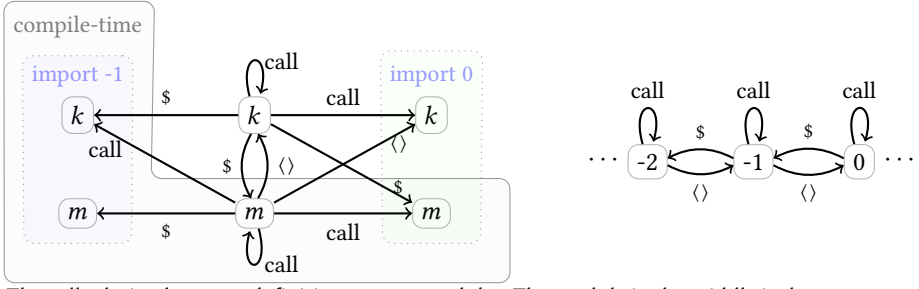 compile-time
import -1
import 0
call
$
call
k
k
k
call
$
⟨⟩
⟨⟩
$
m
m
m
$
call
call
call
call
call
$
$
··· -2 -1 0 ···
⟨⟩
⟨⟩